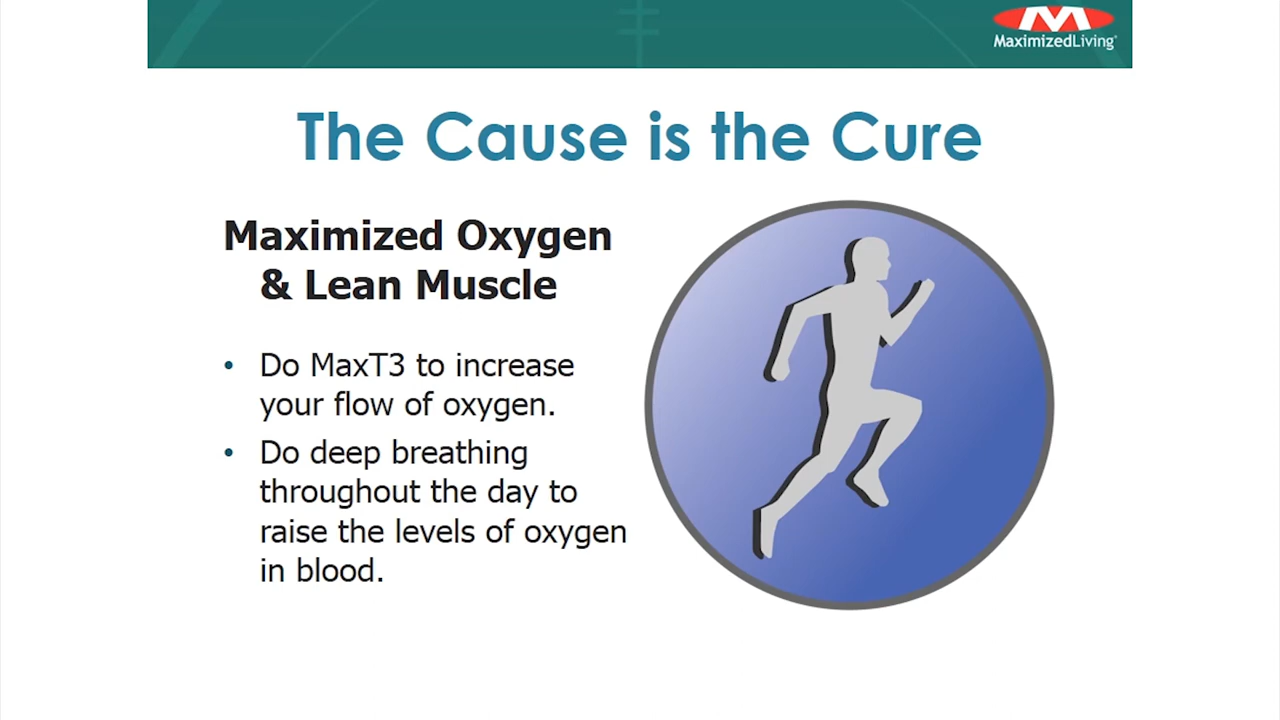 MaximizedLiving
The Cause is the Cure
Maximized Oxygen
& Lean Muscle
• Do MaxT3 to increase
your flow of oxygen.
• Do deep breathing
throughout the day to
raise the levels of oxygen
in blood.